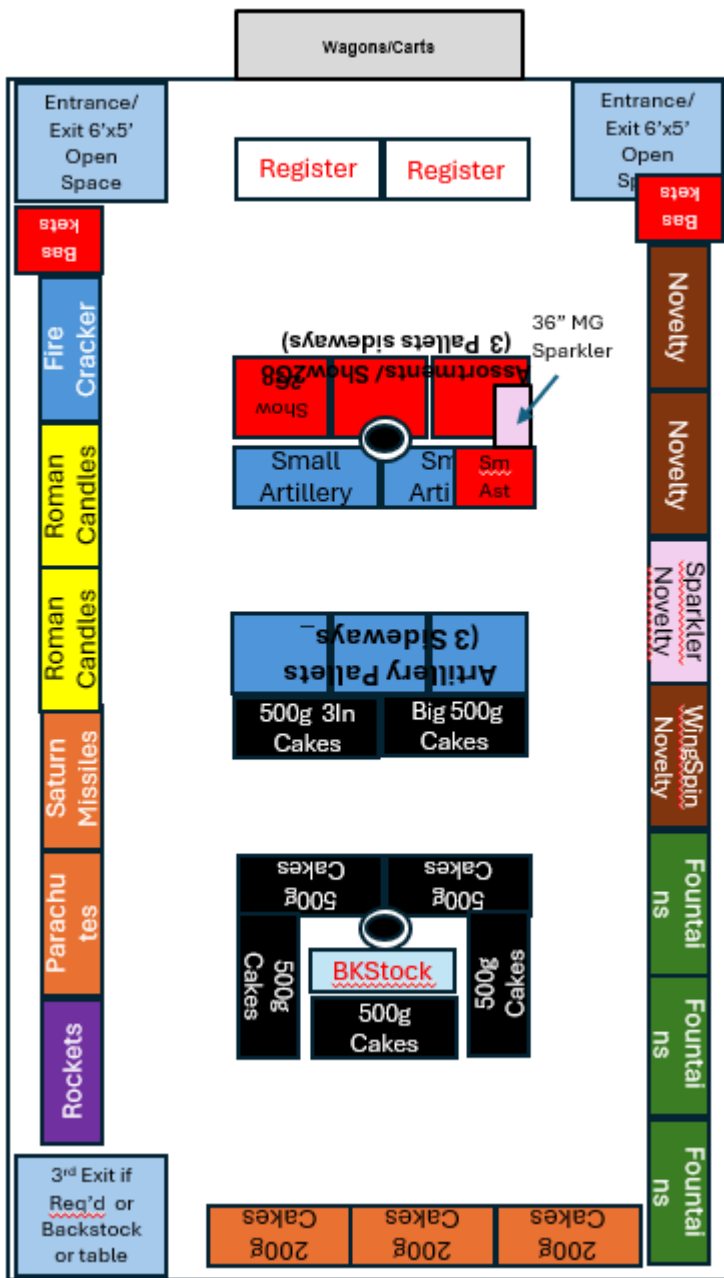 Wagons/Carts
Entrance/
Exit 6'x5'
Open
Space
Entrance/
Exit 6'x5'
Open
Register
Register
Bas
kets
Bas
kets
Fire
Cracker
Roman
Candles
Roman
Candles
Saturn
Missiles
Parachu
tes
Rockets
3rd Exit if
Req'd or
Backstock
or table
Assortments/ Show2G8
(3 Pallets sideways)
Show
36" MG
Sparkler
Small
Artillery
Sm
Arti
Sm
Ast
Artillery Pallets
(3 Sideways_
500g 3In
Cakes
Big 500g
Cakes
500g
Cakes
500g
Cakes
500g
Cakes
BKStock
500g
Cakes
500g
Cakes
200g
Cakes
200g
Cakes
200g
Cakes
Novelty
Novelty
Sparkler
Novelty
WingSpin
Novelty
Fountai
ns
Fountai
ns
Fountai
ns